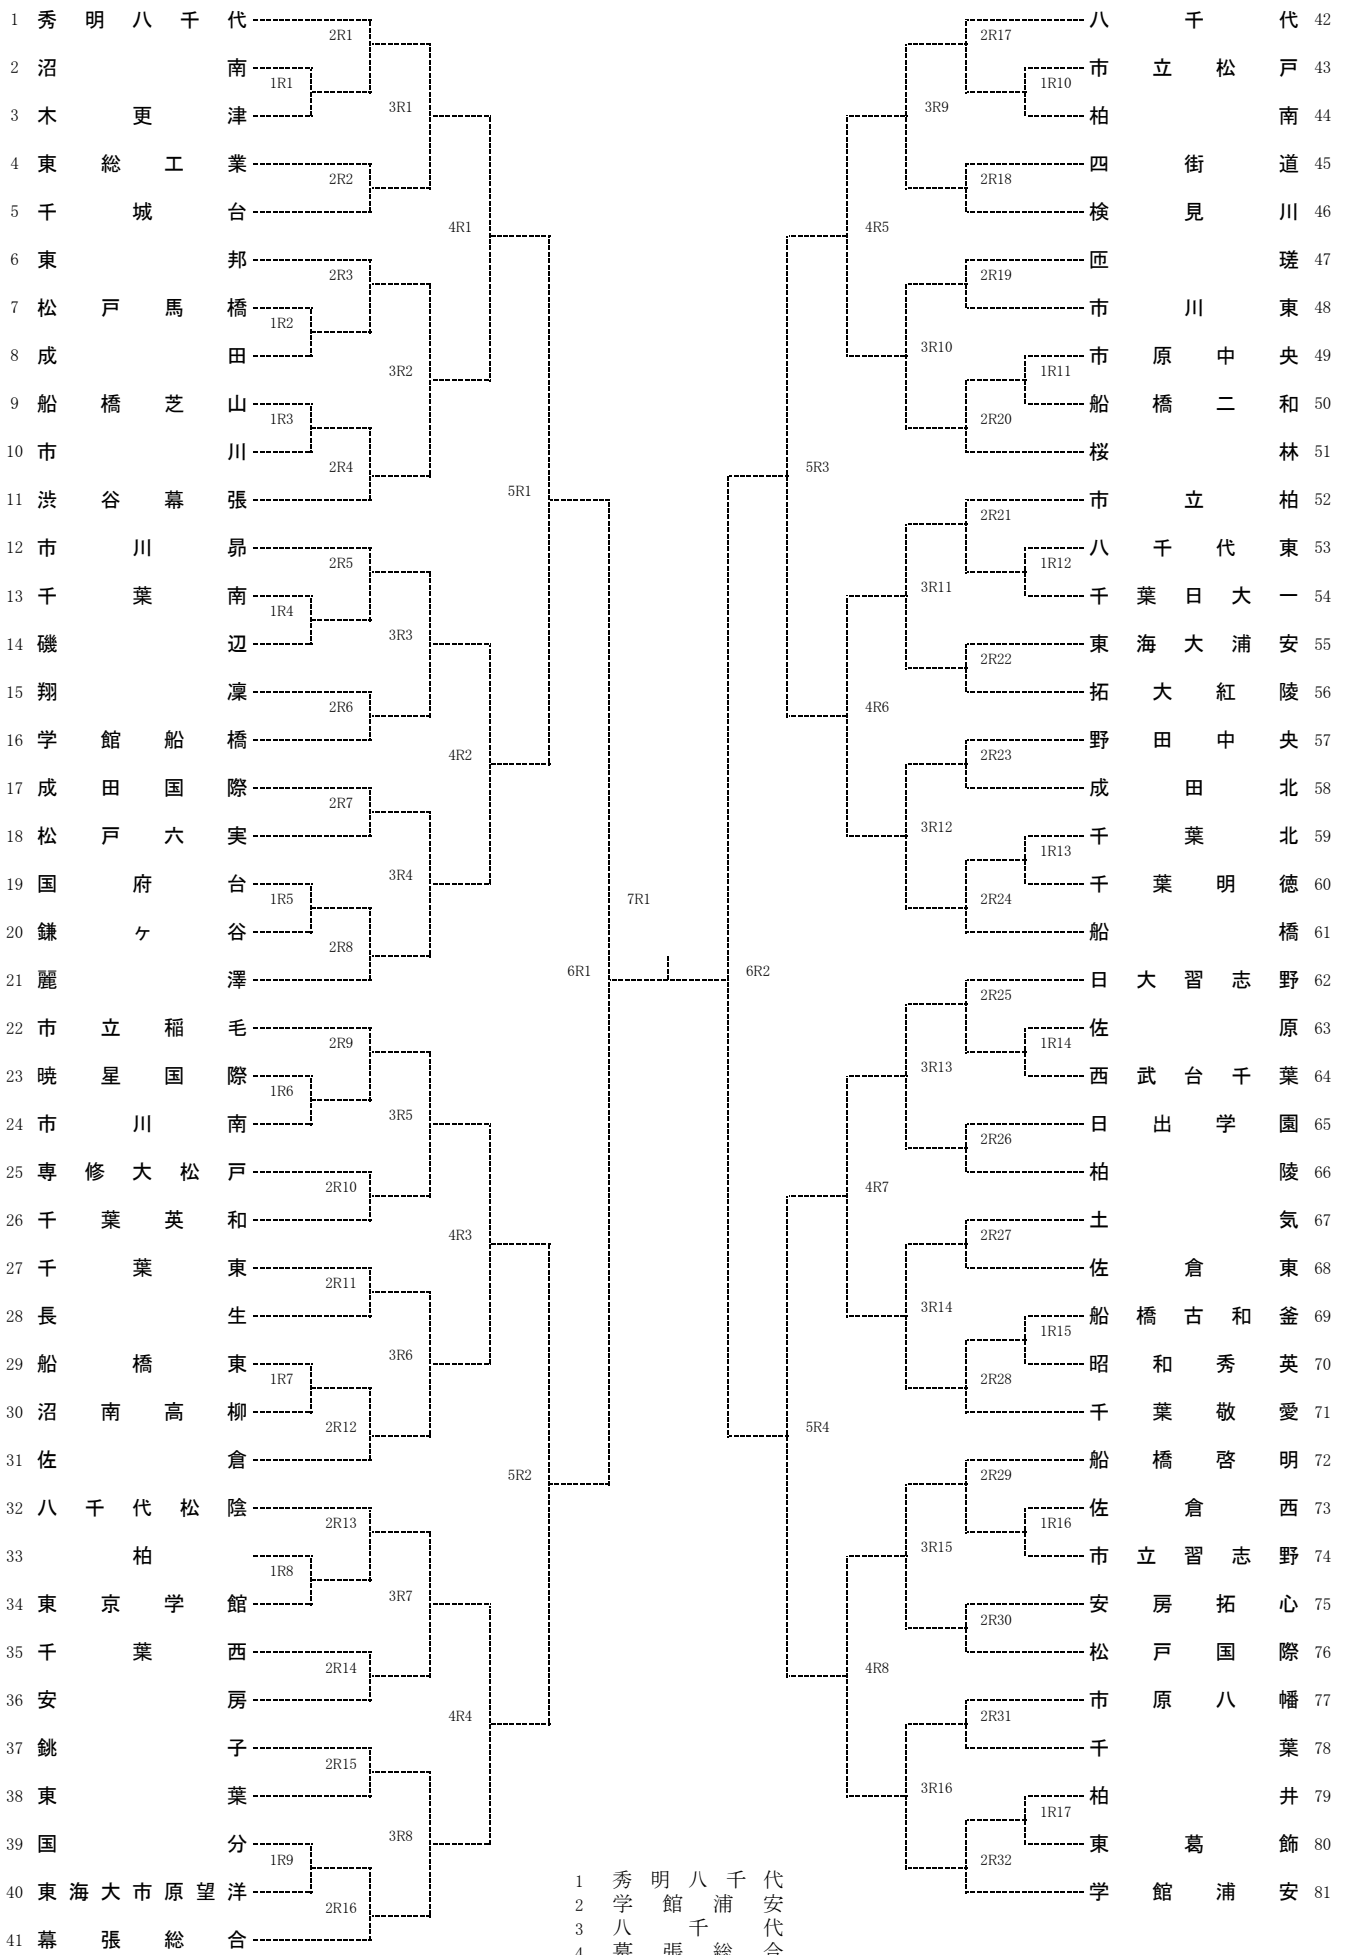 1 秀明八千代
2 沼南
3 木更津
4 東総工業
5 千城台
6 東邦
7 松戸馬橋
8 成田
9 船橋芝山
10 市川
11 渋谷幕張
12 市川昴
13 千葉南
14 磯辺
15 翔凜
16 学館船橋
17 成田国際
18 松戸六実
19 国府台
20 鎌ヶ谷
21 麗澤
22 市立稲毛
23 暁星国際
24 市川南
25 専修大松戸
26 千葉英和
27 千葉東
28 長生
29 船橋東
30 沼南高柳
31 佐倉
32 八千代松陰
33 柏
34 東京学館
35 千葉西
36 安房
37 銚子
38 東葉
39 国分
40 東海大市原望洋
41 幕張総合
1R1
1R2
1R3
1R4
1R5
1R6
1R7
1R8
1R9
2R1
2R2
2R3
2R4
2R5
2R6
2R7
2R8
2R9
2R10
2R11
2R12
2R13
2R14
2R15
2R16
3R1
3R2
3R3
3R4
3R5
3R6
3R7
3R8
4R1
4R2
4R3
4R4
5R1
5R2
6R1
7R1
6R2
5R3
5R4
4R5
4R6
4R7
4R8
3R9
3R10
3R11
3R12
3R13
3R14
3R15
3R16
2R17
2R18
2R19
2R20
2R21
2R22
2R23
2R24
2R25
2R26
2R27
2R28
2R29
2R30
2R31
2R32
1R10
1R11
1R12
1R13
1R14
1R15
1R16
1R17
八千代 42
市立松戸 43
柏南 44
四街道 45
検見川 46
匝瑳 47
市川東 48
市原中央 49
船橋二和 50
桜林 51
市立柏 52
八千代東 53
千葉日大一 54
東海大浦安 55
拓大紅陵 56
野田中央 57
成田北 58
千葉北 59
千葉明徳 60
船橋 61
日大習志野 62
佐原 63
西武台千葉 64
日出学園 65
柏陵 66
土気 67
佐倉東 68
船橋古和釜 69
昭和秀英 70
千葉敬愛 71
船橋啓明 72
佐倉西 73
市立習志野 74
安房拓心 75
松戸国際 76
市原八幡 77
千葉 78
柏井 79
東葛飾 80
学館浦安 81
1 秀明八千代
2 学館浦安
3 八千代
4 幕張総合